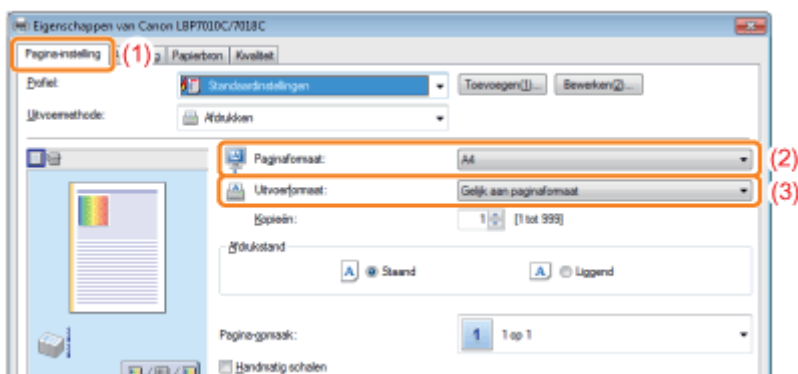 Eigenschappen van Canon LBP7010C/7018C
Pagina-instelling (1) g Papierbron Kwaliteit
Profiel: Standaardinstellingen Toevoegen(1)... Bewerken(2)...
Uitvoermethode: Afdrukken
Paginaformaat: A4 (2)
Uitvoerformaat: Gelijk aan paginaformaat (3)
Kopieën: 1 [1 tot 999]
Afdrukstand
A Staand A Liggend
Pagina-opmaak: 1 1 op 1
Handmatig schalen